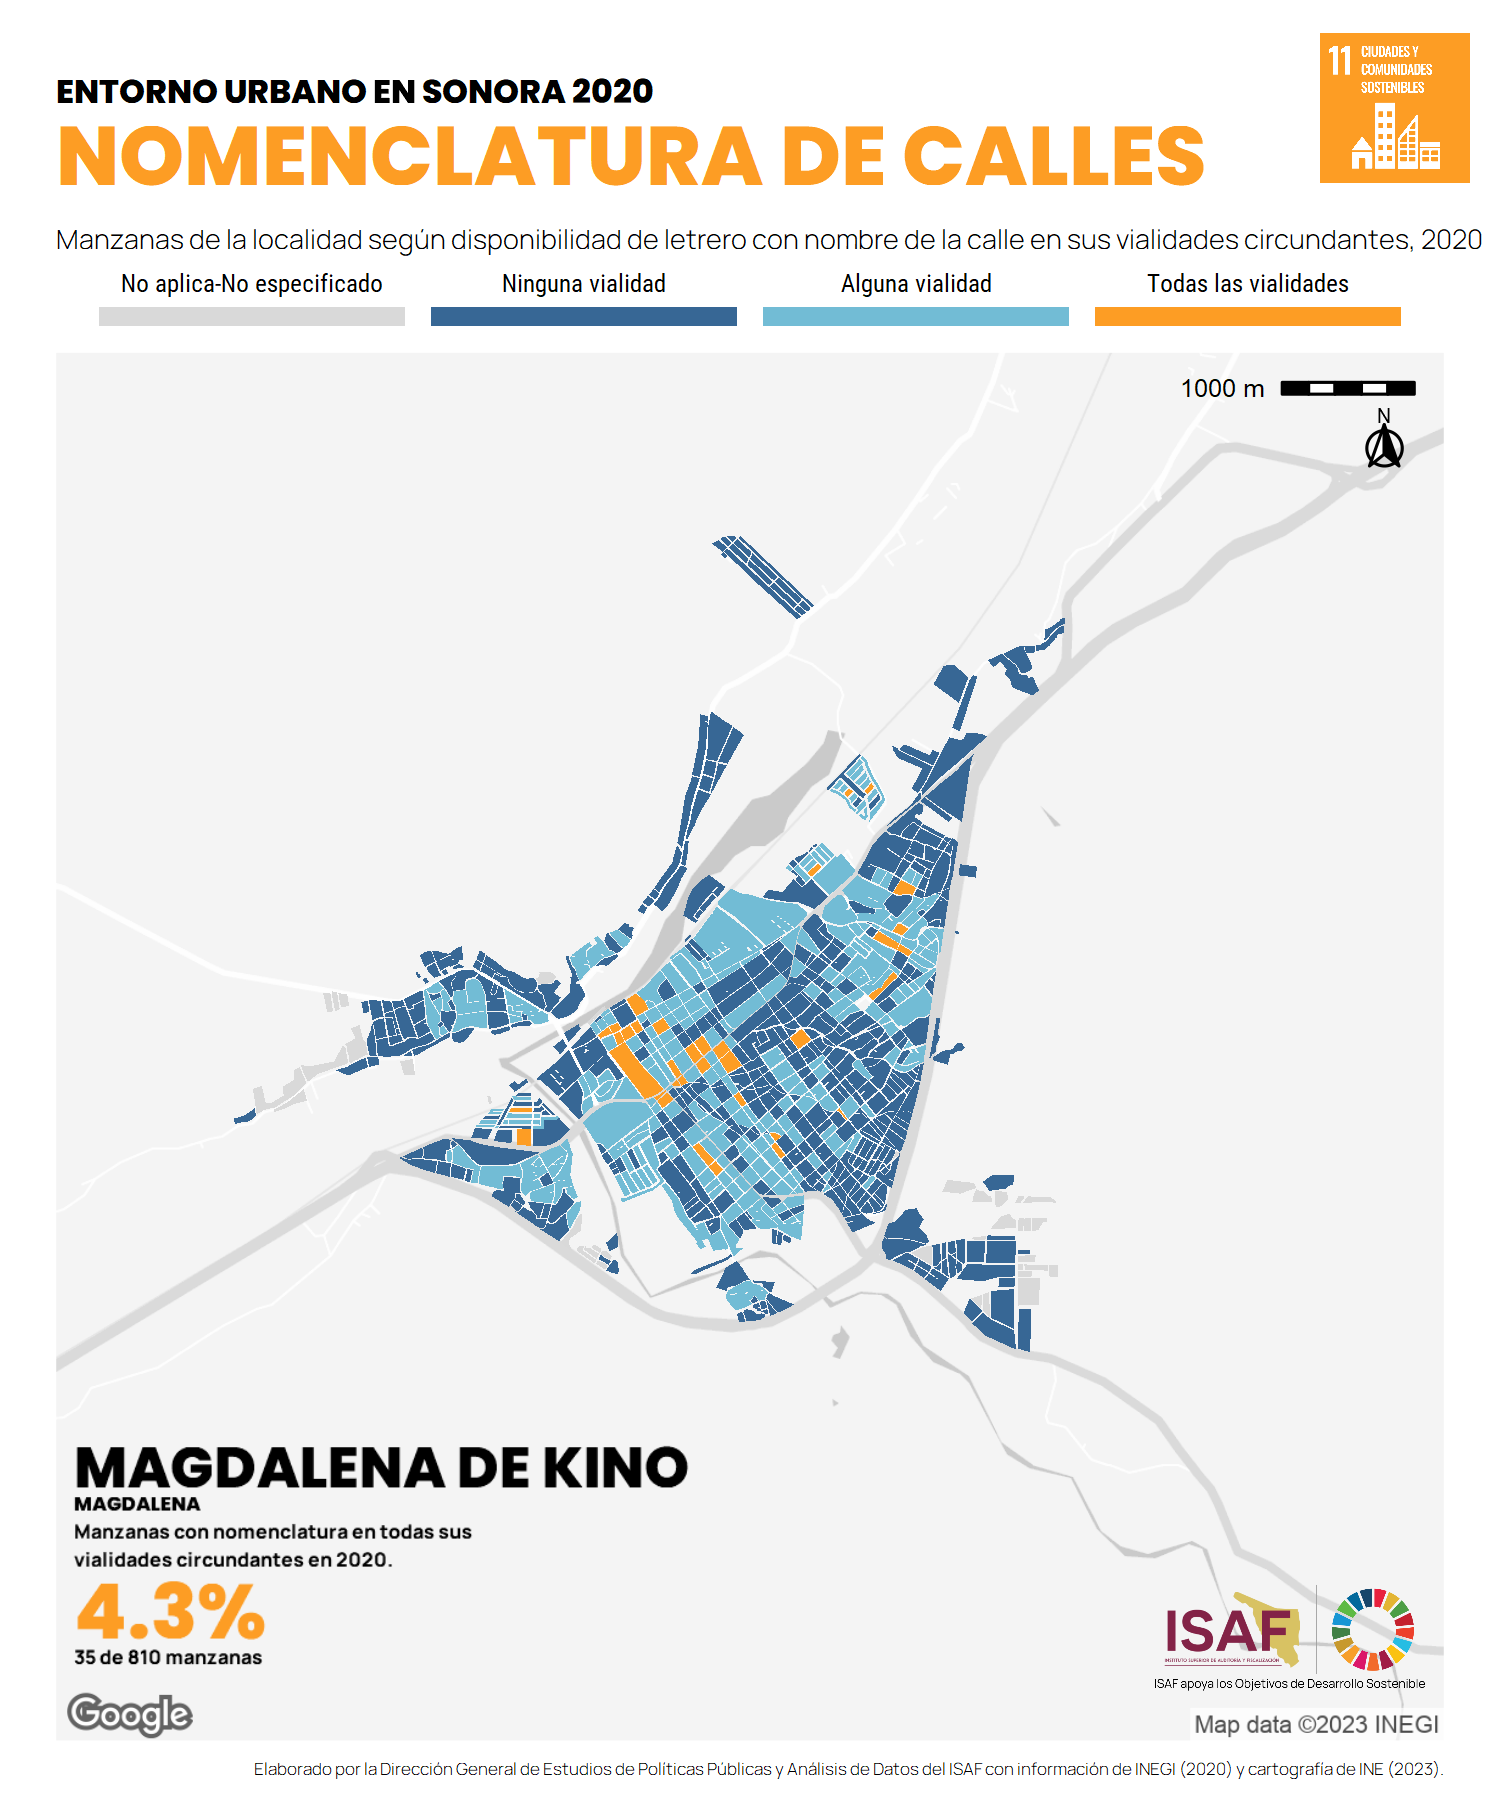 11 CIUDADES Y
COMUNIDADES
SOSTENIBLES
ENTORNO URBANO EN SONORA 2020
NOMENCLATURA DE CALLES
Manzanas de la localidad según disponibilidad de letrero con nombre de la calle en sus vialidades circundantes, 2020
No aplica-No especificado Ninguna vialidad Alguna vialidad Todas las vialidades
1000 m
N
MAGDALENA DE KINO
MAGDALENA
Manzanas con nomenclatura en todas sus
vialidades circundantes en 2020.
4.3%
35 de 810 manzanas
Google
ISAF
INSTITUTO SUPERIOR DE AUDITORÍA Y FISCALIZACIÓN
ISAF apoya los Objetivos de Desarrollo Sostenible
Map data ©2023 INEGI
Elaborado por la Dirección General de Estudios de Políticas Públicas y Análisis de Datos del ISAF con información de INEGI (2020) y cartografía de INE (2023).